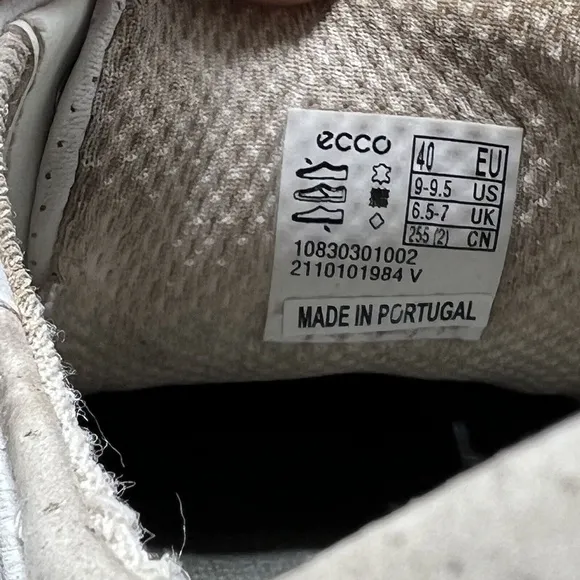 ecco
40 EU
9-9.5 US
6.5-7 UK
255 (2) CN
10830301002
2110101984 V
MADE IN PORTUGAL